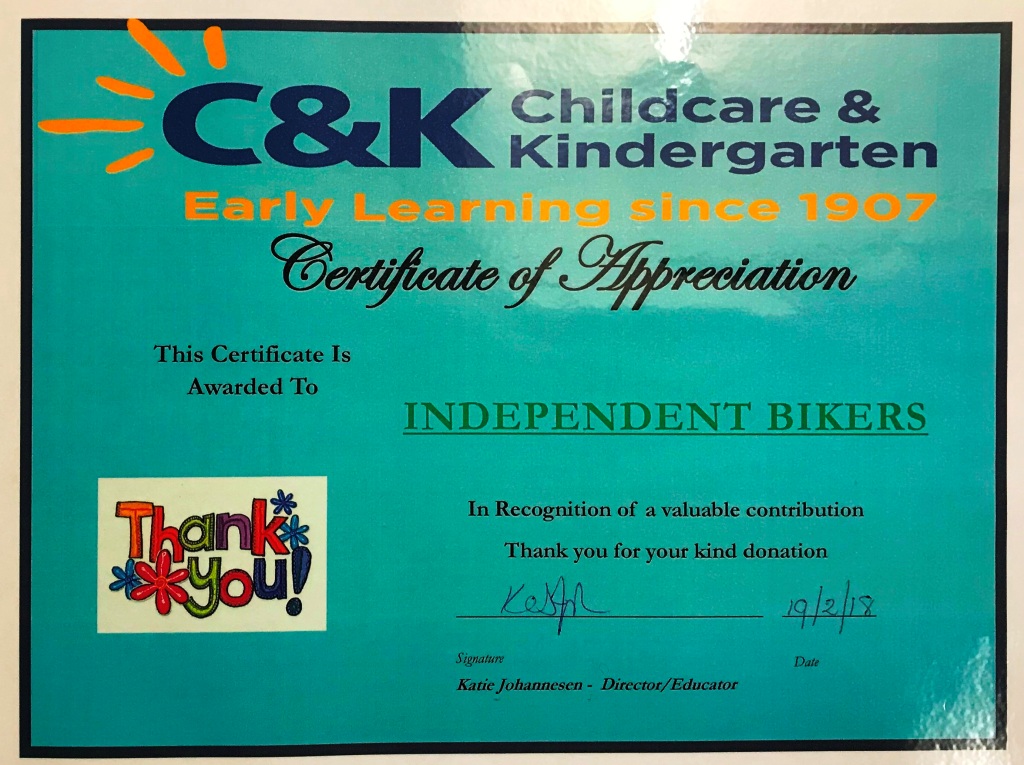 C&K Childcare &
Kindergarten
Early Learning since 1907
Certificate of Appreciation
This Certificate Is
Awarded To
INDEPENDENT BIKERS
Thank
you!
In Recognition of a valuable contribution
Thank you for your kind donation
19/2/18
Signature
Date
Katie Johannesen - Director/Educator